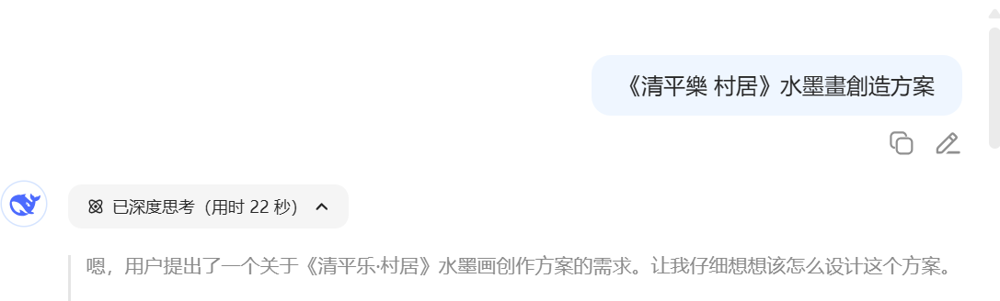 《清平樂 村居》水墨畫創造方案
已深度思考（用时 22 秒）
嗯，用户提出了一个关于《清平乐·村居》水墨画创作方案的需求。让我仔细想想该怎么设计这个方案。